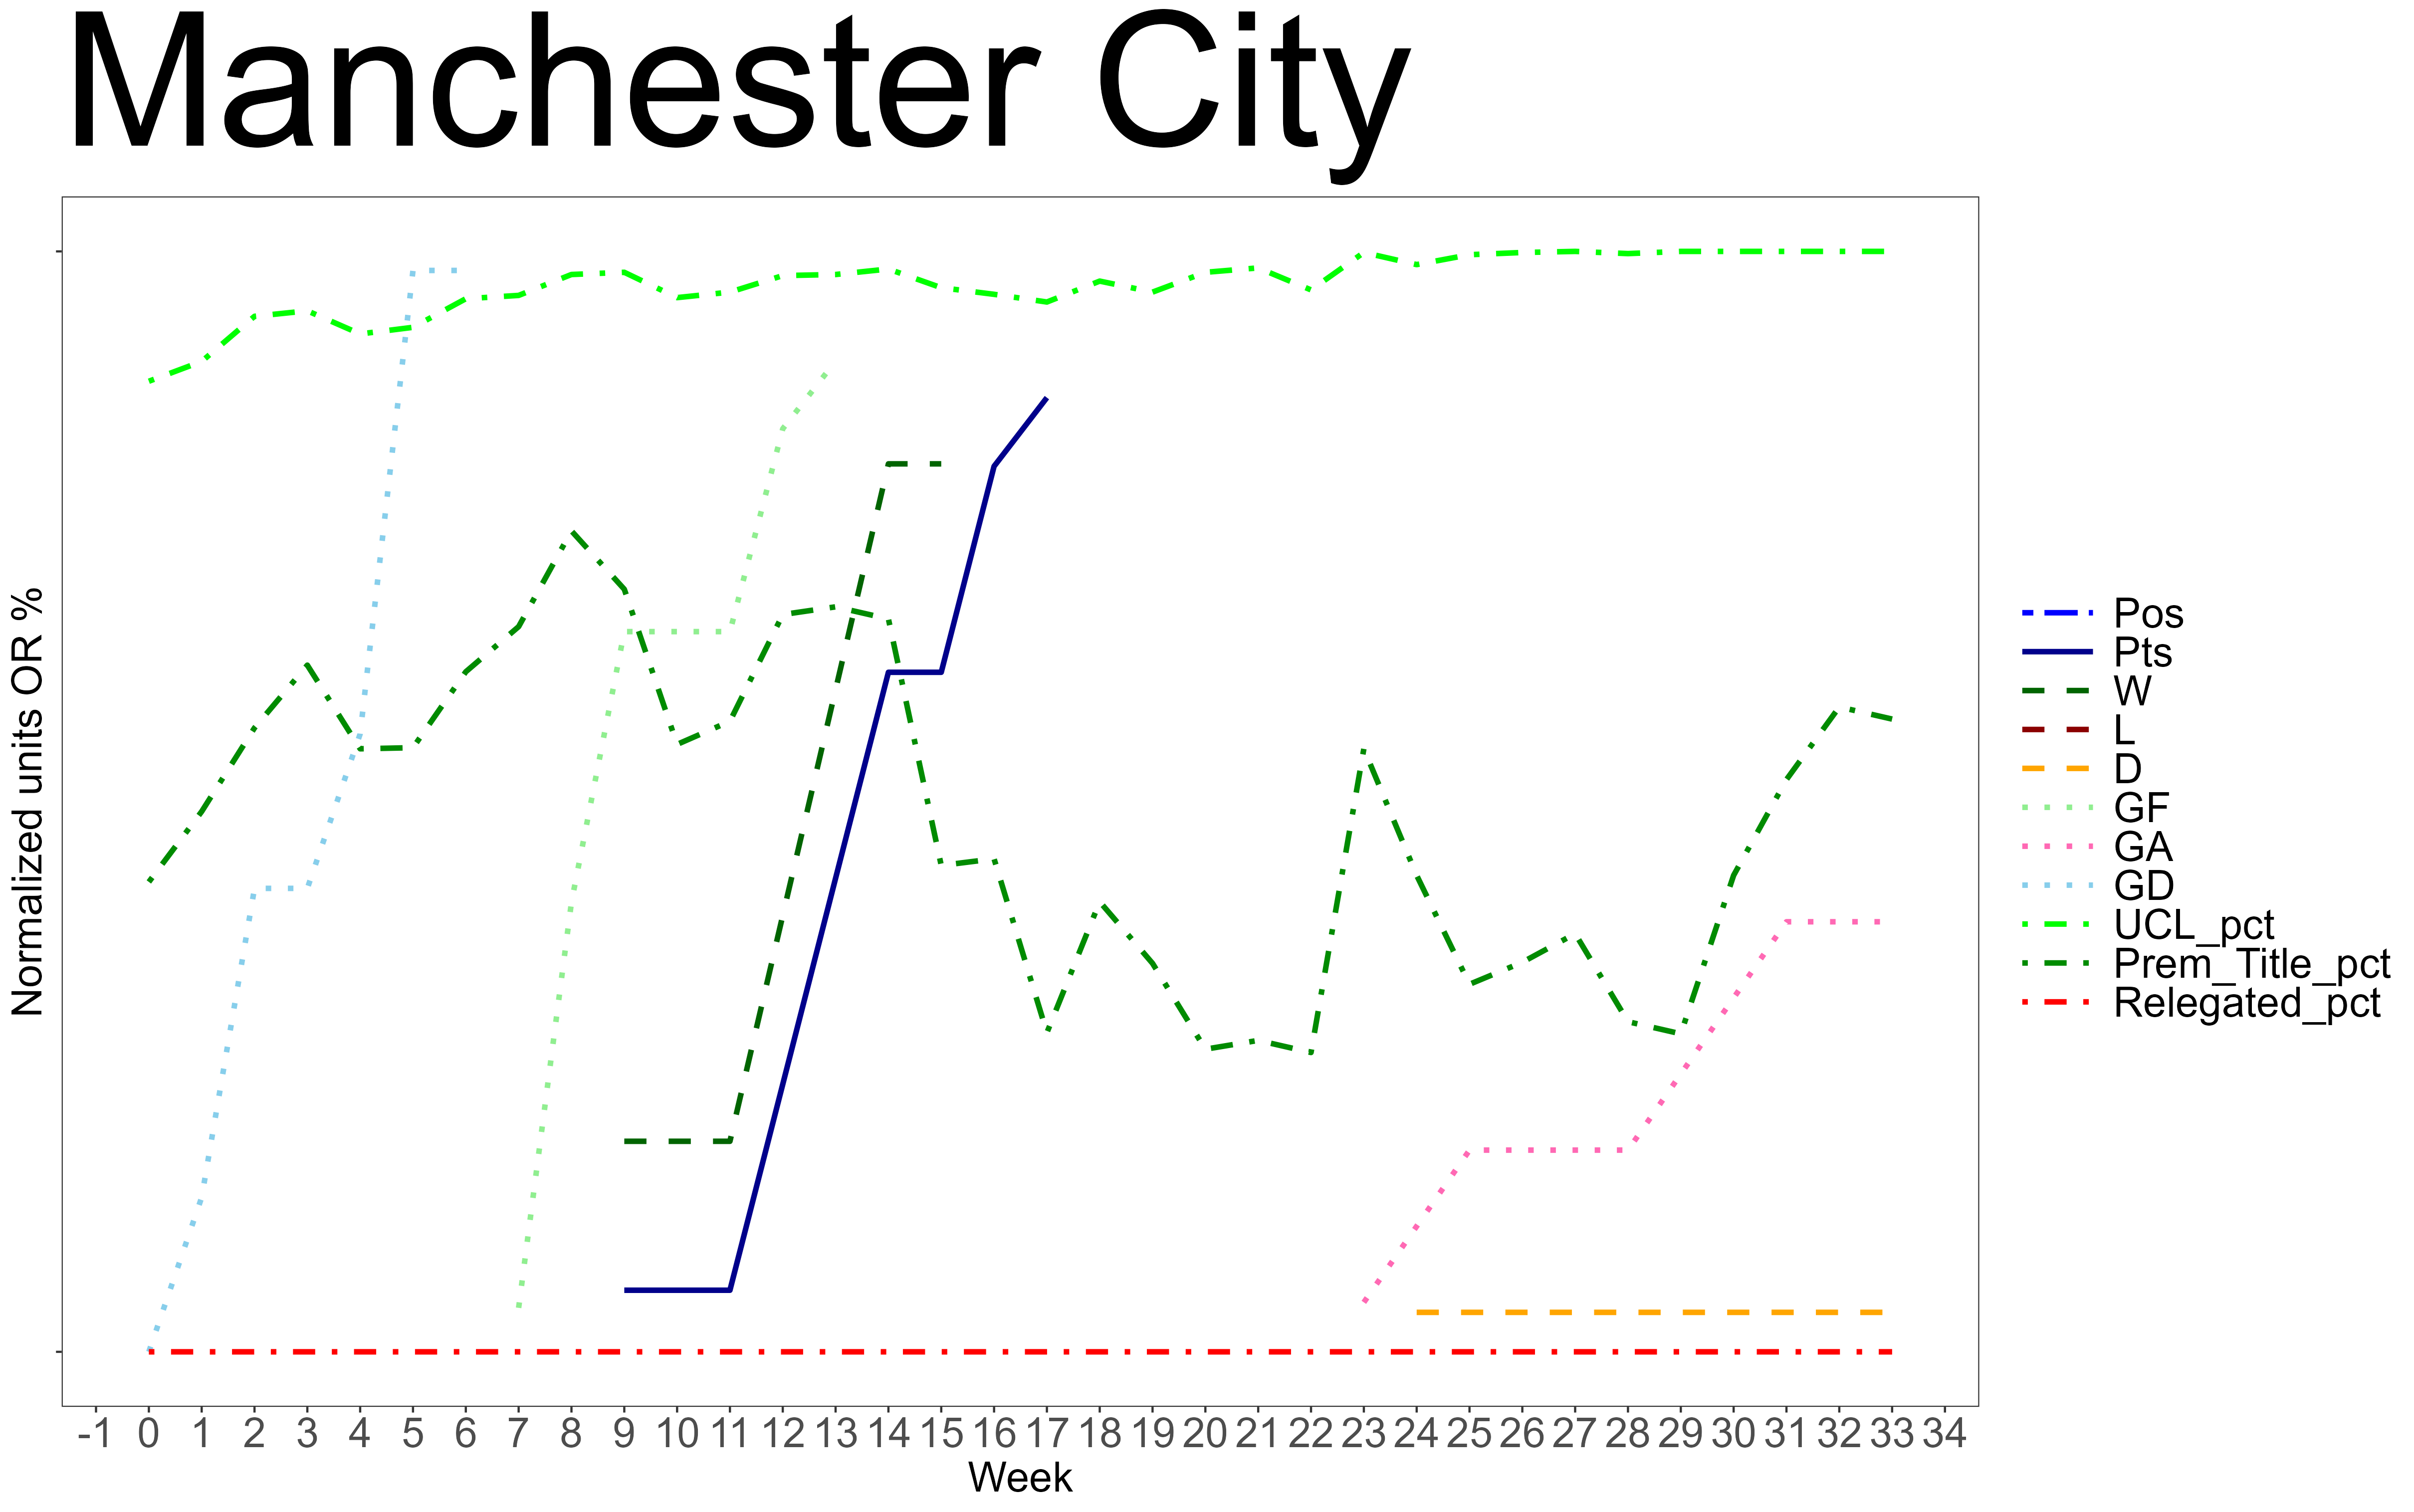 Manchester City
Normalized units OR %
Pos
Pts
W
L
D
GF
GA
GD
UCL_pct
Prem_Title_pct
Relegated_pct
-1 0 1 2 3 4 5 6 7 8 9 10 11 12 13 14 15 16 17 18 19 20 21 22 23 24 25 26 27 28 29 30 31 32 33 34
Week